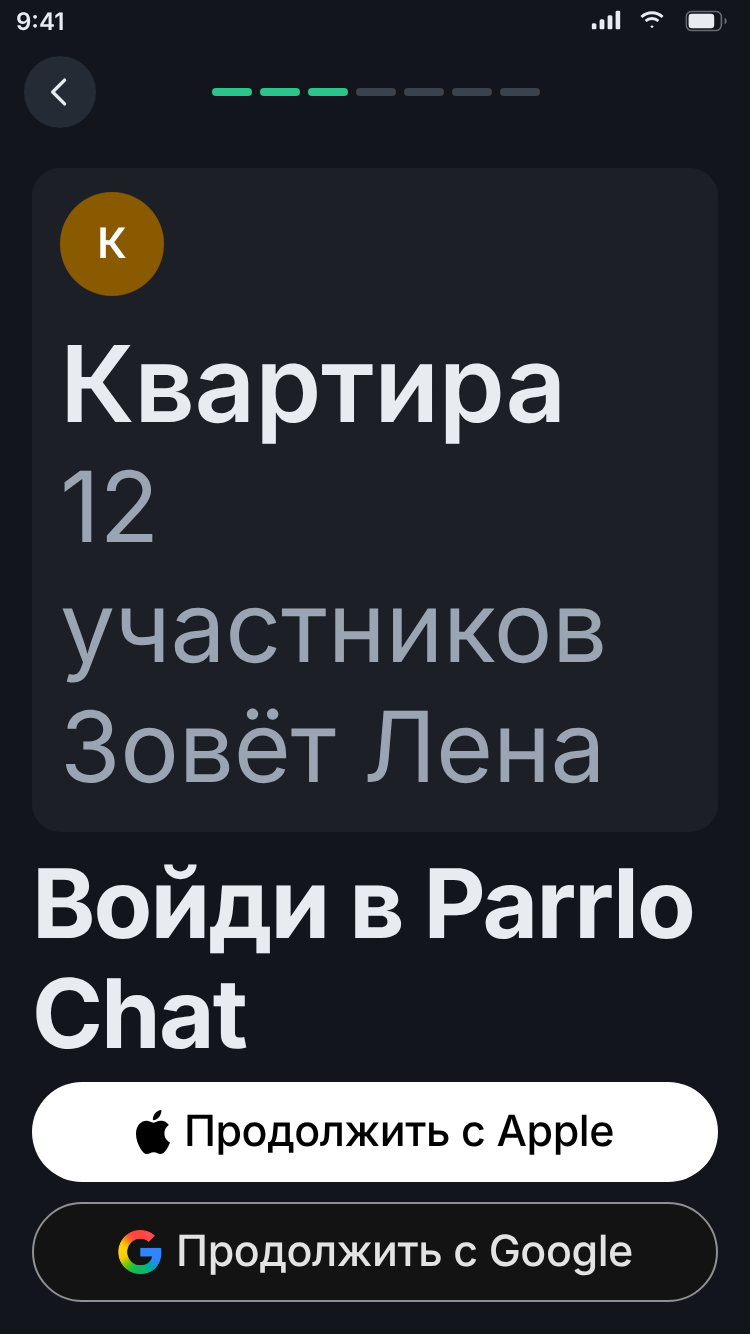 9:41
К
Квартира
12
участников
Зовёт Лена
Войди в Parrlo
Chat
Продолжить с Apple
Продолжить с Google